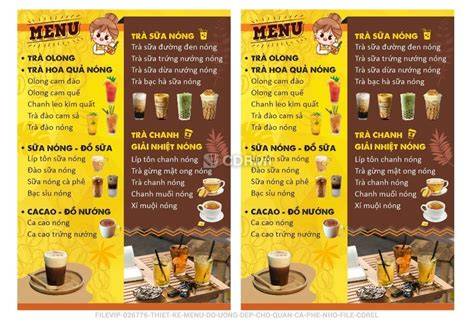 MENU
• TRÀ OLONG
• TRÀ HOA QUẢ NÓNG
Olong cam đào
Olong cam quế
Chanh leo kim quất
Trà đào cam sả
Trà đào nóng
• SỮA NÓNG - ĐỒ SỮA
Líp tôn sữa nóng
Đào sữa nóng
Sữa nóng cà phê
Bạc sỉu nóng
• CACAO - ĐỒ NƯỚNG
Ca cao nóng
Ca cao trứng nướng
TRÀ SỮA NÓNG
Trà sữa đường đen nóng
Trà sữa trứng nướng nóng
Trà sữa dừa nướng nóng
Trà bạc hà sữa nóng
TRÀ CHANH
GIẢI NHIỆT NÓNG
Líp tôn chanh nóng
Trà gừng mật ong nóng
Trà chanh nóng
Chanh muối nóng
Xí muội nóng
MENU
• TRÀ OLONG
• TRÀ HOA QUẢ NÓNG
Olong cam đào
Olong cam quế
Chanh leo kim quất
Trà đào cam sả
Trà đào nóng
• SỮA NÓNG - ĐỒ SỮA
Líp tôn sữa nóng
Đào sữa nóng
Sữa nóng cà phê
Bạc sỉu nóng
• CACAO - ĐỒ NƯỚNG
Ca cao nóng
Ca cao trứng nướng
TRÀ SỮA NÓNG
Trà sữa đường đen nóng
Trà sữa trứng nướng nóng
Trà sữa dừa nướng nóng
Trà bạc hà sữa nóng
TRÀ CHANH
GIẢI NHIỆT NÓNG
Líp tôn chanh nóng
Trà gừng mật ong nóng
Trà chanh nóng
Chanh muối nóng
Xí muội nóng
FILEVIP-026776-THIET-KE-MENU-DO-UONG-DEP-CHO-QUAN-CA-PHE-NHO-FILE-COREL